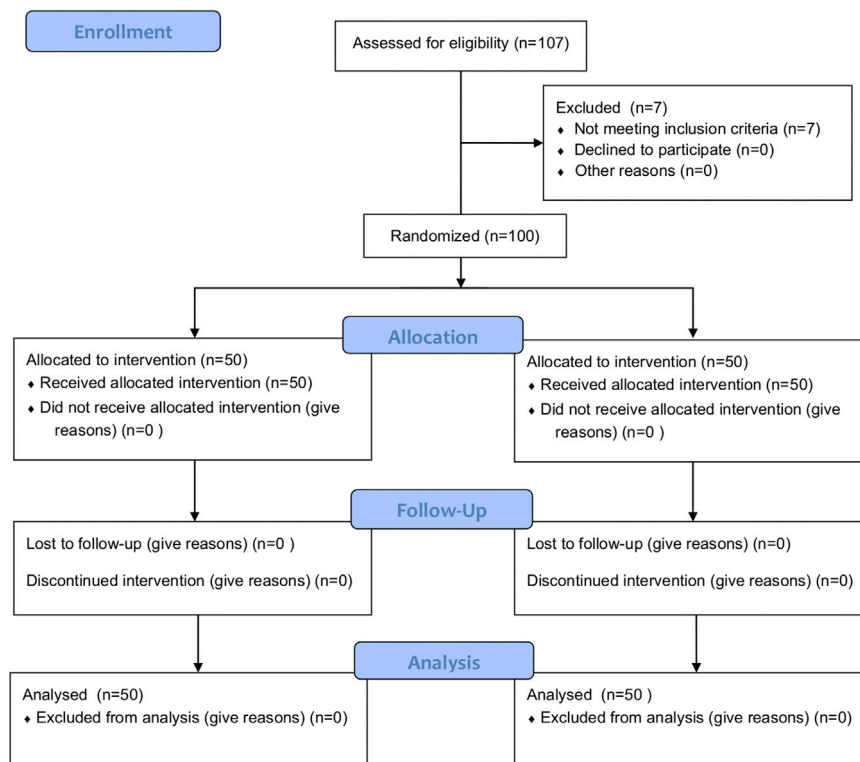 Enrollment
Assessed for eligibility (n=107)
Excluded (n=7)
♦ Not meeting inclusion criteria (n=7)
♦ Declined to participate (n=0)
♦ Other reasons (n=0)
Randomized (n=100)
Allocation
Allocated to intervention (n=50)
♦ Received allocated intervention (n=50)
♦ Did not receive allocated intervention (give
reasons) (n=0 )
Allocated to intervention (n=50)
♦ Received allocated intervention (n=50)
♦ Did not receive allocated intervention (give
reasons) (n=0 )
Follow-Up
Lost to follow-up (give reasons) (n=0 )
Discontinued intervention (give reasons) (n=0)
Lost to follow-up (give reasons) (n=0)
Discontinued intervention (give reasons) (n=0)
Analysis
Analysed (n=50)
♦ Excluded from analysis (give reasons) (n=0)
Analysed (n=50 )
♦ Excluded from analysis (give reasons) (n=0)